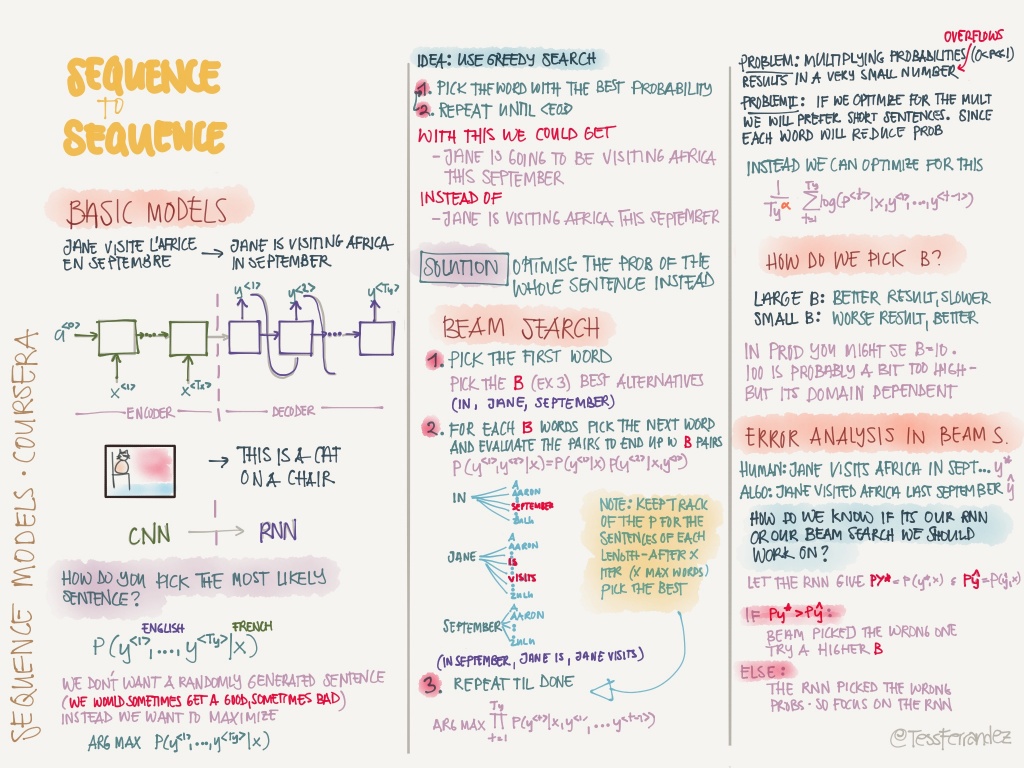 SEQUENCE
TO
SEQUENCE
BASIC MODELS
JANE VISITE L'AFRICE
EN SEPTEMBRE
→ JANE IS VISITING AFRICA
IN SEPTEMBER
y<1> y<2> y<Ty>
a<0>
x<1> x<Tx>
ENCODER DECODER
→ THIS IS A CAT
ON A CHAIR
CNN → RNN
HOW DO YOU PICK THE MOST LIKELY
SENTENCE?
ENGLISH FRENCH
P(y<1>,...,y<Ty>|x)
WE DON'T WANT A RANDOMLY GENERATED SENTENCE
(WE WOULD SOMETIMES GET A GOOD, SOMETIMES BAD)
INSTEAD WE WANT TO MAXIMIZE
ARG MAX P(y<1>,...,y<Ty>|x)
SEQUENCE MODELS · COURSERA
IDEA: USE GREEDY SEARCH
1. PICK THE WORD WITH THE BEST PROBABILITY
2. REPEAT UNTIL <EOS>
WITH THIS WE COULD GET
- JANE IS GOING TO BE VISITING AFRICA
THIS SEPTEMBER
INSTEAD OF
- JANE IS VISITING AFRICA THIS SEPTEMBER
SOLUTION OPTIMISE THE PROB OF THE
WHOLE SENTENCE INSTEAD
BEAM SEARCH
1. PICK THE FIRST WORD
PICK THE B (EX 3) BEST ALTERNATIVES
(IN, JANE, SEPTEMBER)
2. FOR EACH B WORDS PICK THE NEXT WORD
AND EVALUATE THE PAIRS TO END UP W B PAIRS
P(y<1>,y<2>|x)=P(y<1>|x) P(y<2>|x,y<1>)
IN
A
AARON
SEPTEMBER
ZULU
JANE
A
AARON
IS
VISITS
ZULU
SEPTEMBER
A
AARON
ZULU
NOTE: KEEP TRACK
OF THE P FOR THE
SENTENCES OF EACH
LENGTH - AFTER X
ITER (X MAX WORDS)
PICK THE BEST
(IN SEPTEMBER, JANE IS, JANE VISITS)
3. REPEAT TIL DONE
ARG MAX Ty ∏ t=1 P(y<t>|x,y<1>,...y<t-1>)
OVERFLOWS
PROBLEM: MULTIPLYING PROBABILITIES (0<P<1)
RESULTS IN A VERY SMALL NUMBER
PROBLEM II: IF WE OPTIMIZE FOR THE MULT
WE WILL PREFER SHORT SENTENCES. SINCE
EACH WORD WILL REDUCE PROB
INSTEAD WE CAN OPTIMIZE FOR THIS
1/Ty^α Ty ∑ t=1 log(P<t>|x,y<1>,...,y<t-1>)
HOW DO WE PICK B?
LARGE B: BETTER RESULT, SLOWER
SMALL B: WORSE RESULT, BETTER
IN PROD YOU MIGHT SE B=10.
100 IS PROBABLY A BIT TOO HIGH -
BUT ITS DOMAIN DEPENDENT
ERROR ANALYSIS IN BEAM S.
HUMAN: JANE VISITS AFRICA IN SEPT... y*
ALGO: JANE VISITED AFRICA LAST SEPTEMBER ŷ
HOW DO WE KNOW IF ITS OUR RNN
OR OUR BEAM SEARCH WE SHOULD
WORK ON?
LET THE RNN GIVE Py* = P(y*,x) & Pŷ = P(ŷ,x)
IF Py* > Pŷ:
BEAM PICKED THE WRONG ONE
TRY A HIGHER B
ELSE:
THE RNN PICKED THE WRONG
PROBS - SO FOCUS ON THE RNN
@TessFerrandez